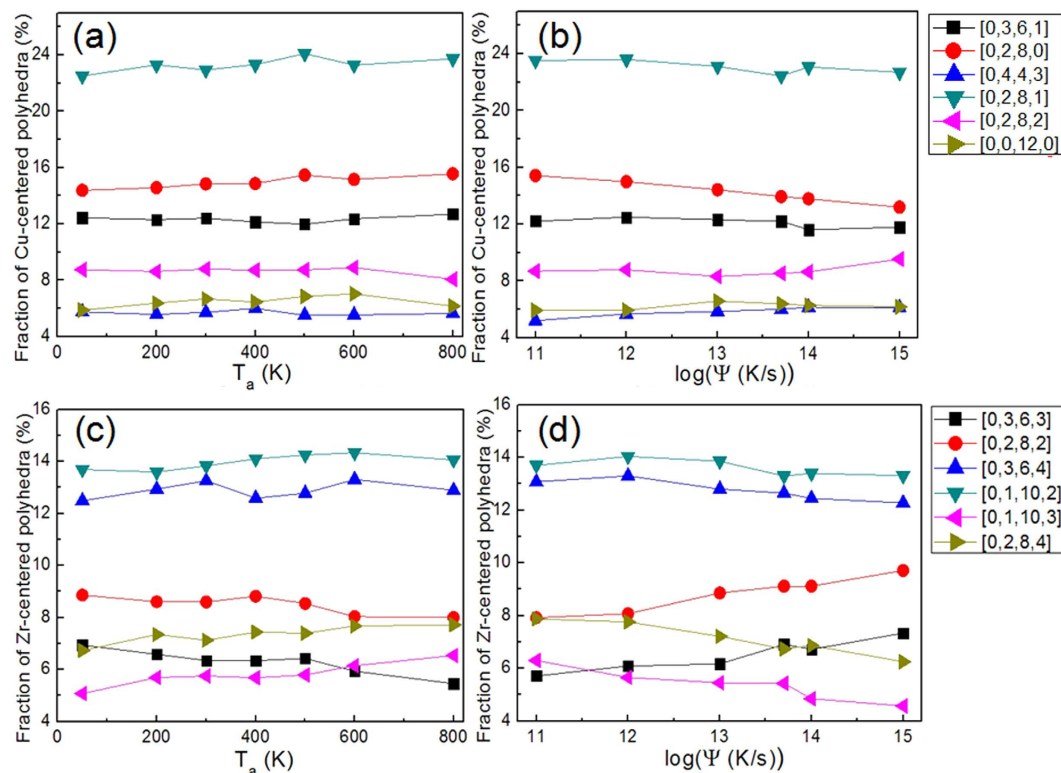 (a)
Fraction of Cu-centered polyhedra (%)
24
20
16
12
8
4
0 200 400 600 800
T_a (K)
(b)
Fraction of Cu-centered polyhedra (%)
24
20
16
12
8
4
11 12 13 14 15
log(Ψ (K/s))
[0,3,6,1]
[0,2,8,0]
[0,4,4,3]
[0,2,8,1]
[0,2,8,2]
[0,0,12,0]
(c)
Fraction of Zr-centered polyhedra (%)
16
14
12
10
8
6
4
0 200 400 600 800
T_a (K)
(d)
Fraction of Zr-centered polyhedra (%)
16
14
12
10
8
6
4
11 12 13 14 15
log(Ψ (K/s))
[0,3,6,3]
[0,2,8,2]
[0,3,6,4]
[0,1,10,2]
[0,1,10,3]
[0,2,8,4]